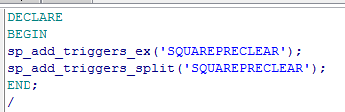 DECLARE
BEGIN
sp_add_triggers_ex('SQUAREPRECLEAR');
sp_add_triggers_split('SQUAREPRECLEAR');
END;
/